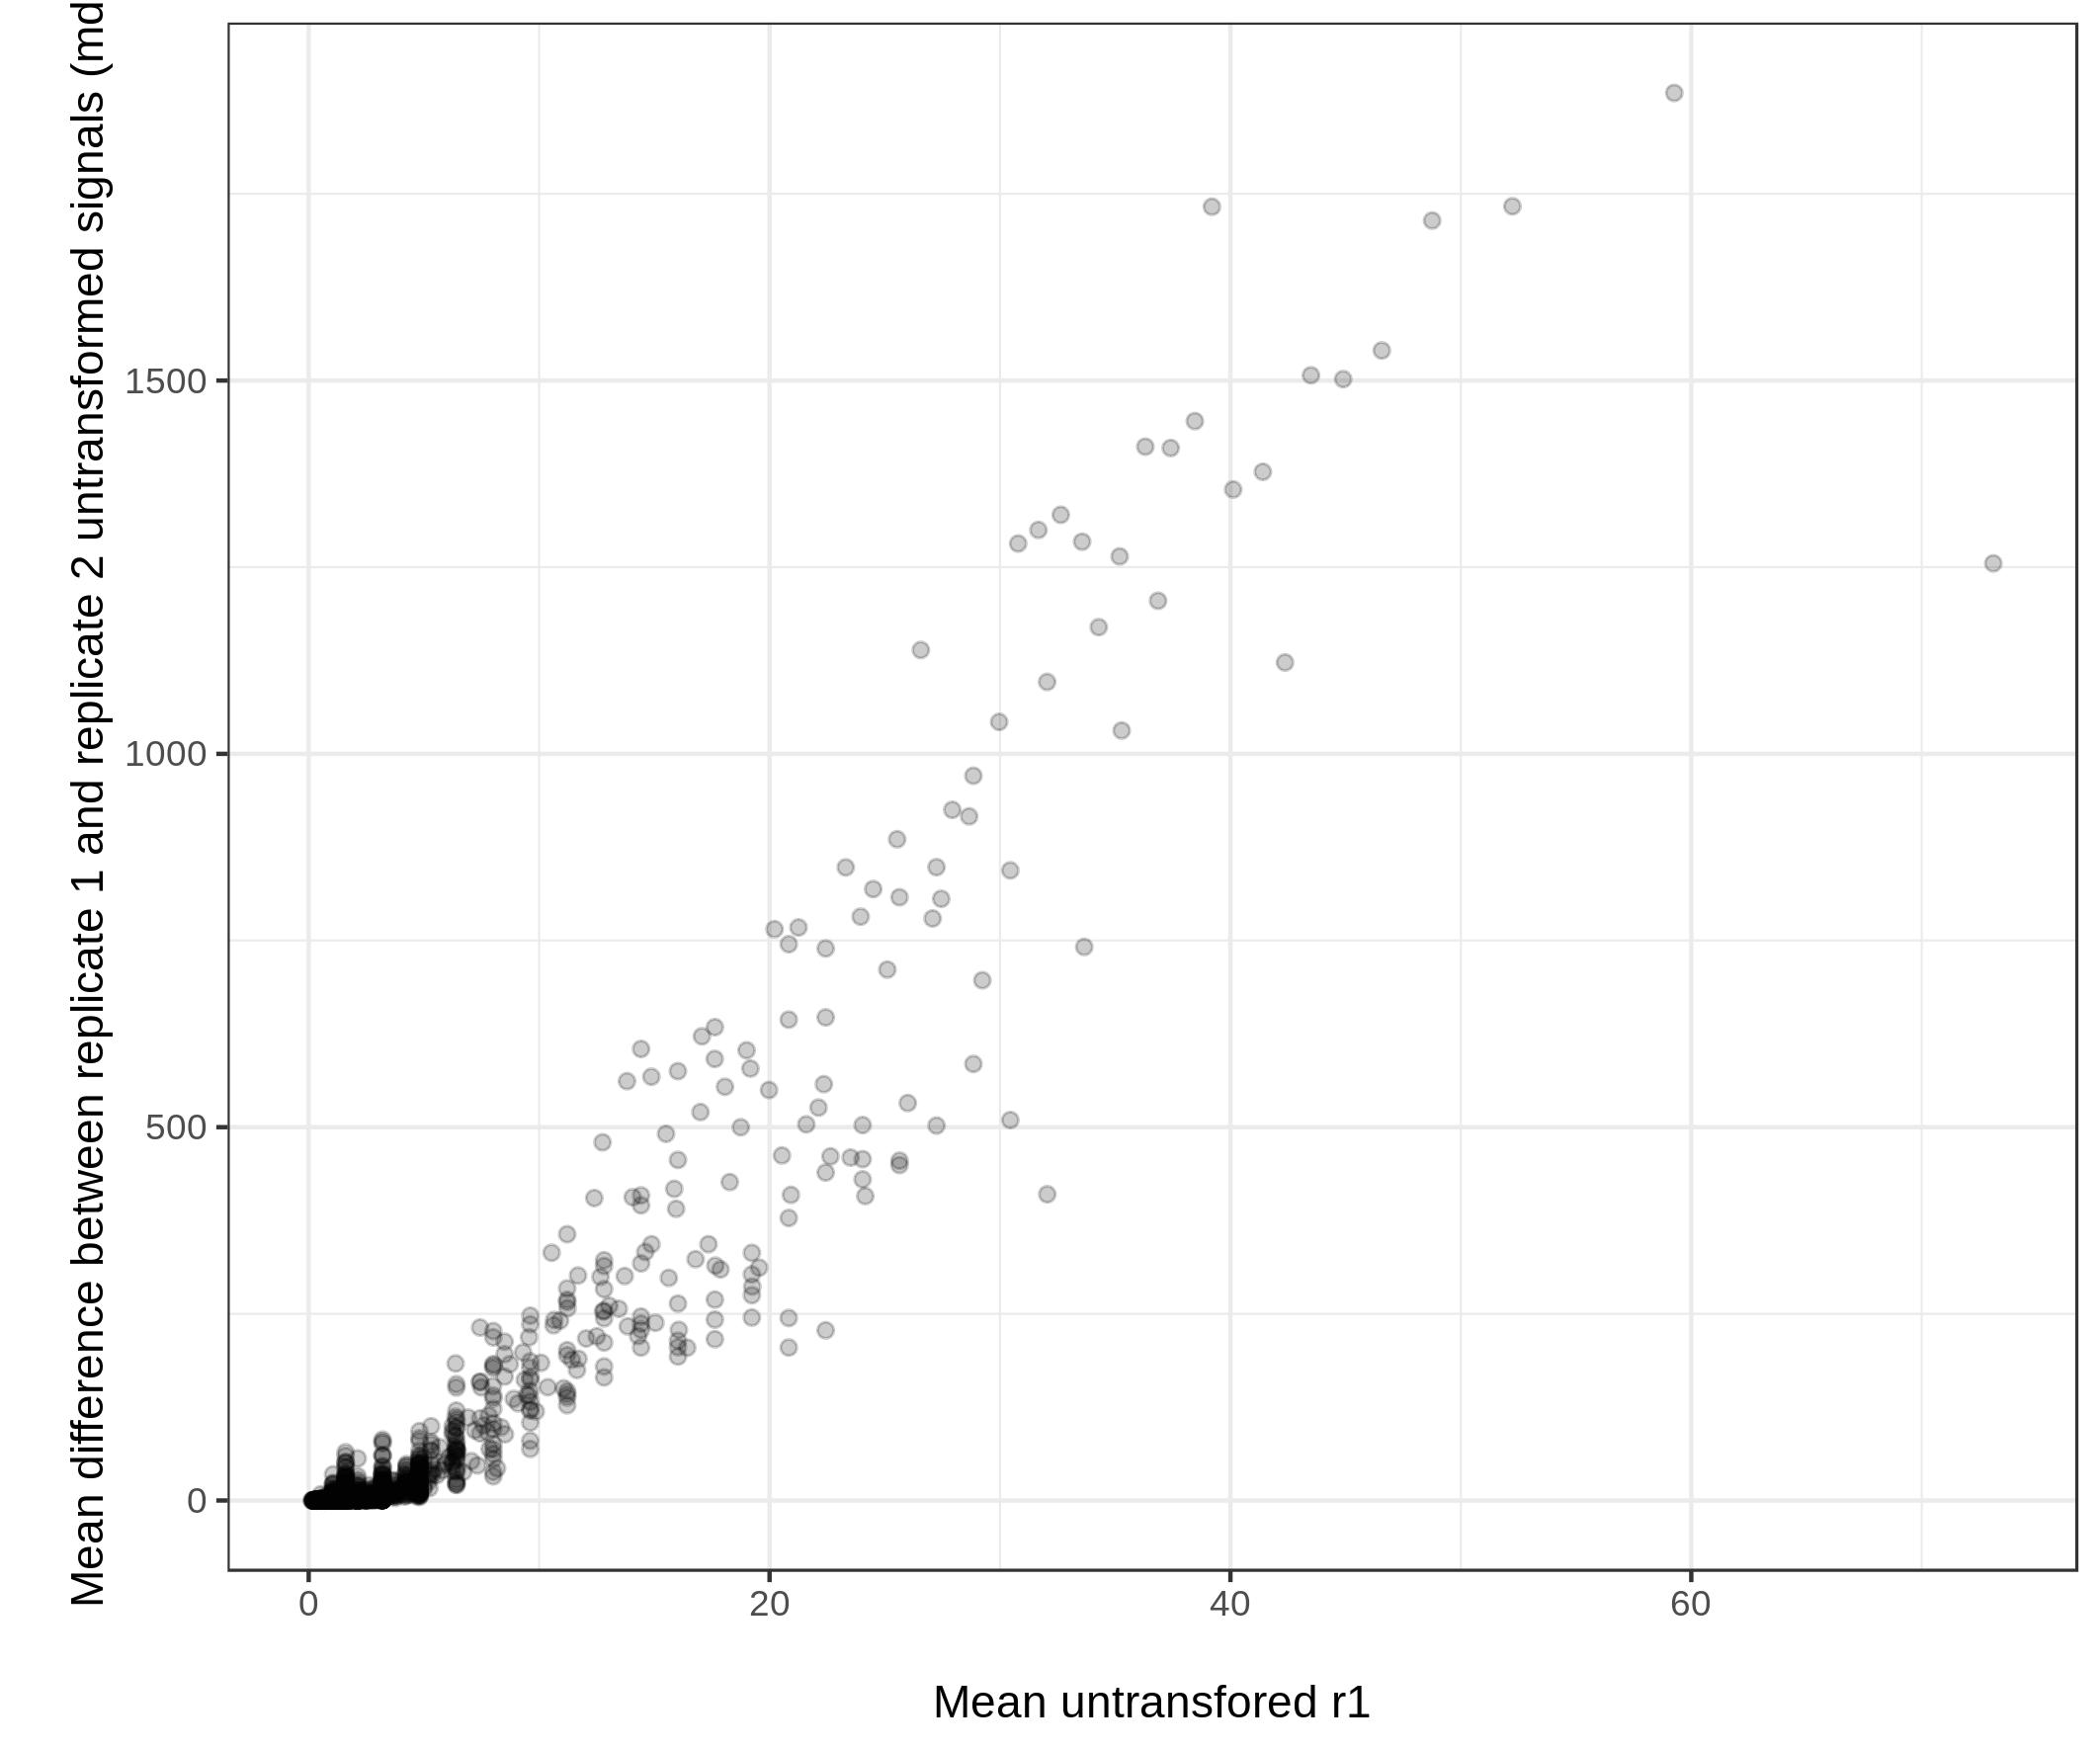 Mean difference between replicate 1 and replicate 2 untransformed signals (md
1500
1000
500
0
0 20 40 60
Mean untransfored r1